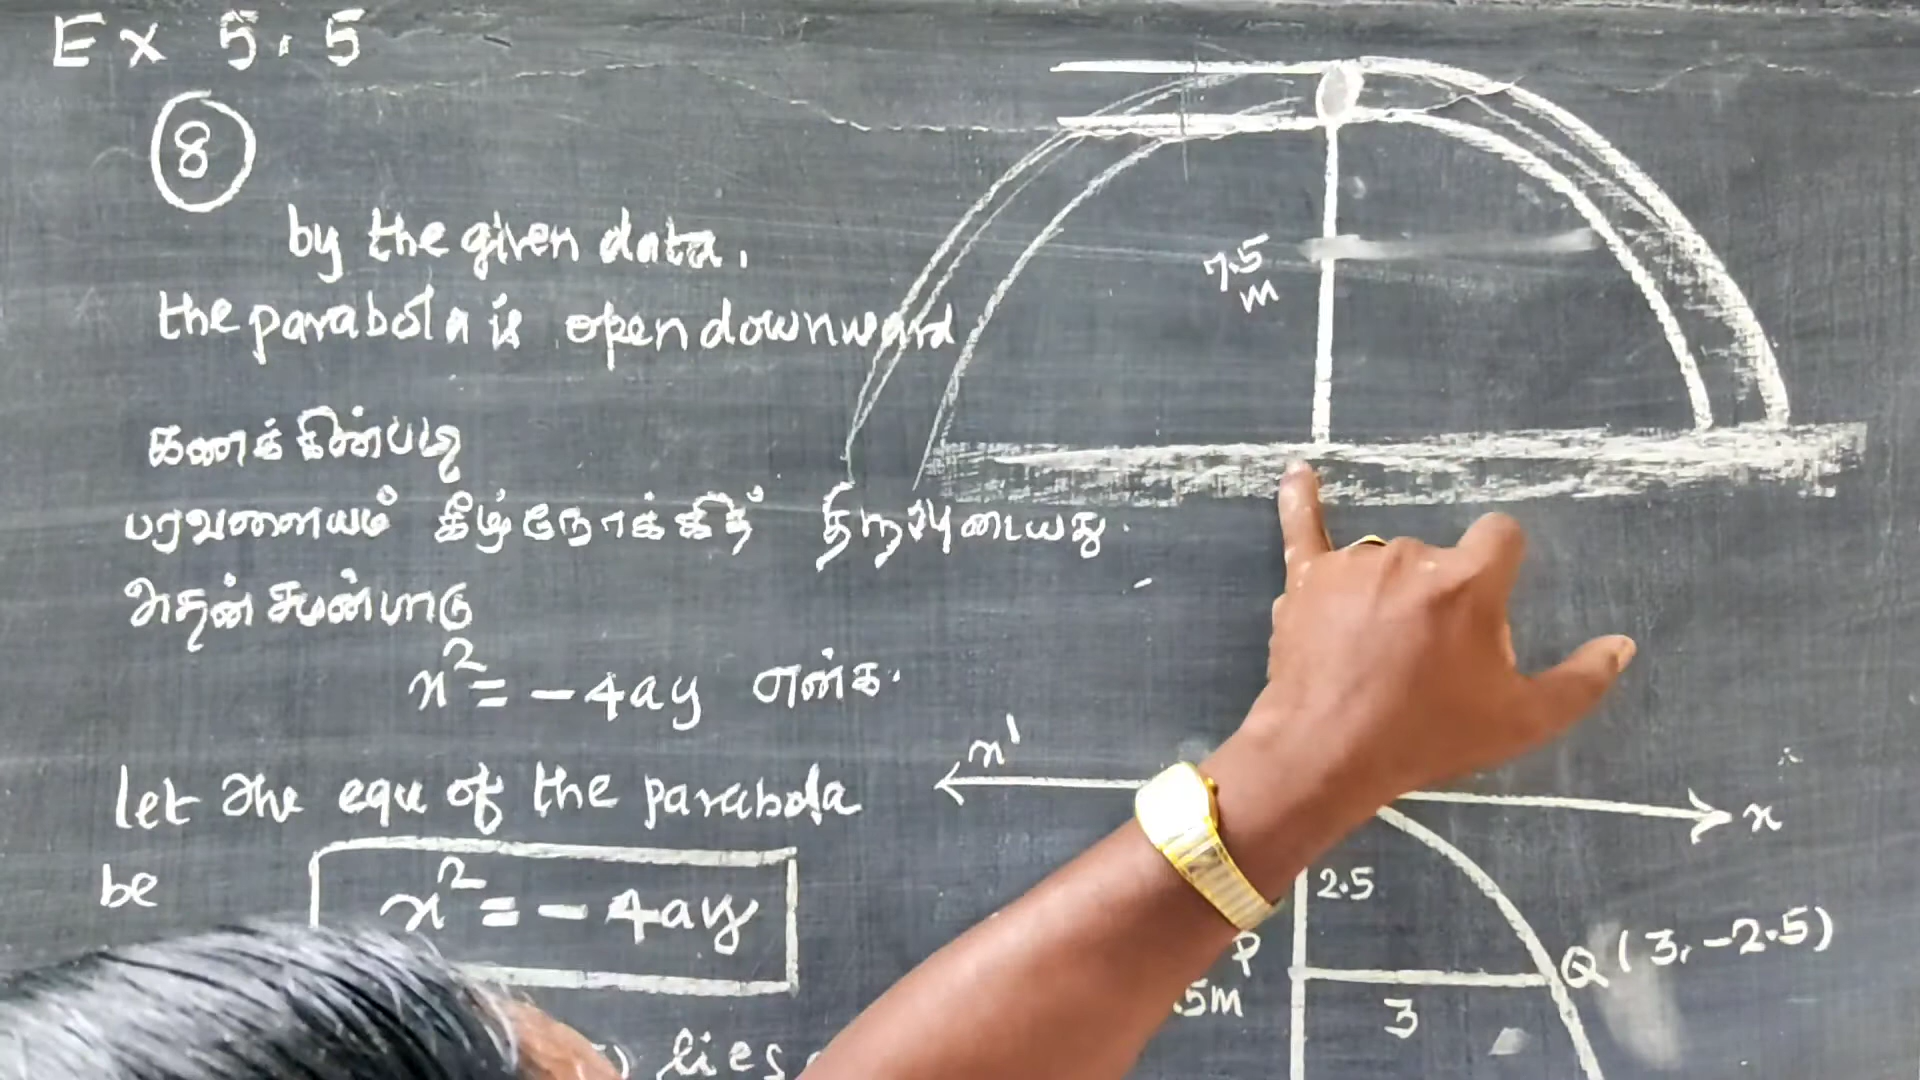 Ex 5.5
8
by the given data,
the parabola is open downward
கணக்கின்படி
பரவளையம் கீழ்நோக்கித் திறப்புடையது.
அதன் சமன்பாடு
x² = -4ay என்க.
let the equ of the parabola
be
x² = -4ay
lies
7.5
m
x'
x
2.5
P
Q (3, -2.5)
.5m
3